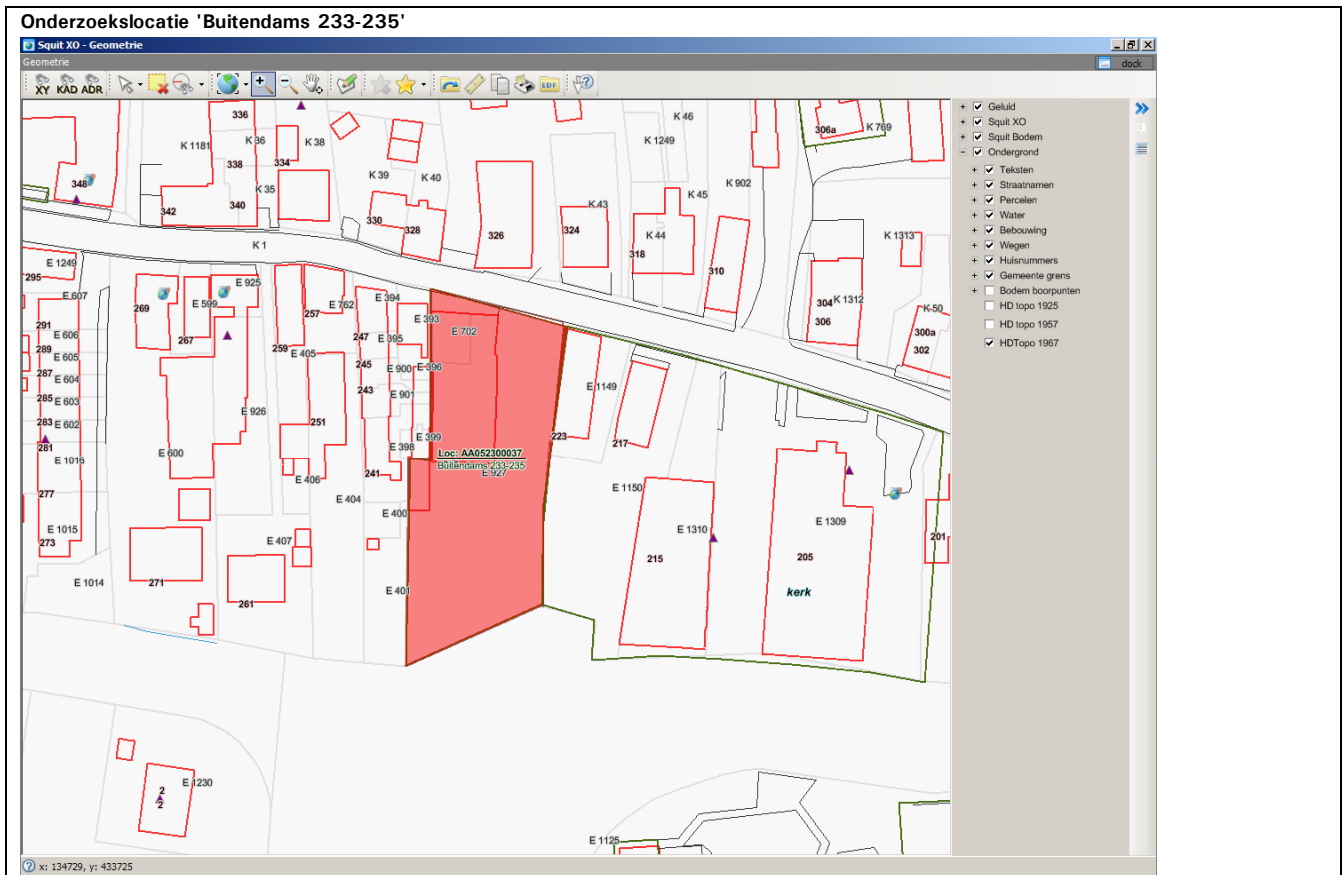 Onderzoekslocatie 'Buitendams 233-235'
Squit XO - Geometrie
Geometrie
dock
XY KAD ADR
EDF
Geluid
Squit XO
Squit Bodem
Ondergrond
Teksten
Straatnamen
Percelen
Water
Bebouwing
Wegen
Huisnummers
Gemeente grens
Bodem boorpunten
HD topo 1925
HD topo 1957
HDTopo 1967
336
K 1181
K 36
K 38
338
334
348
K 35
342
340
K 39
K 40
330
328
326
K 46
K 1249
306a
K 769
K 902
K 45
K 43
324
K 44
318
310
K 1313
304
K 1312
306
K-50
300a
302
K 1
E 1249
295
E 607
291
E 606
289
E 605
287
E 604
285
E 603
283
E 602
281
E 1016
277
E 1015
273
E 1014
269
E 599
E 925
267
E 600
E 926
271
257
E 762
259
E 405
251
E 406
E 407
261
E 394
247
E 395
245
243
E 393
E 900
E 396
E 901
E 399
E 398
241
E 404
E 400
E 401
E 702
Loc: AA052300037
Buitendams 233-235
E 927
E 1149
223
217
E 1150
E 1310
215
E 1309
205
kerk
201
E 1230
2
2
E 1125
x: 134729, y: 433725